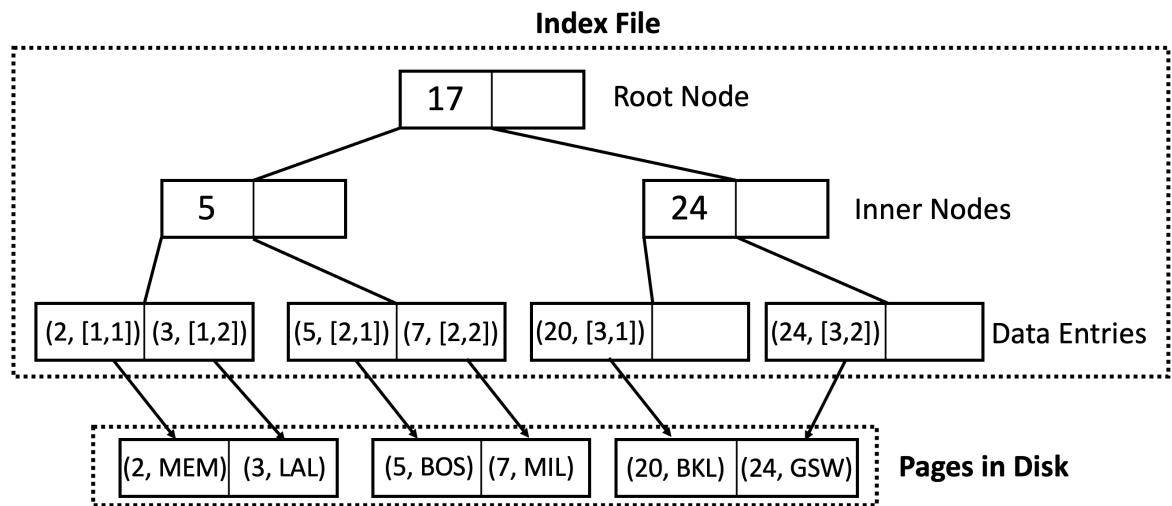 Index File
17
Root Node
5
24
Inner Nodes
(2, [1,1]) (3, [1,2]) (5, [2,1]) (7, [2,2]) (20, [3,1]) (24, [3,2]) Data Entries
(2, MEM) (3, LAL) (5, BOS) (7, MIL) (20, BKL) (24, GSW) Pages in Disk